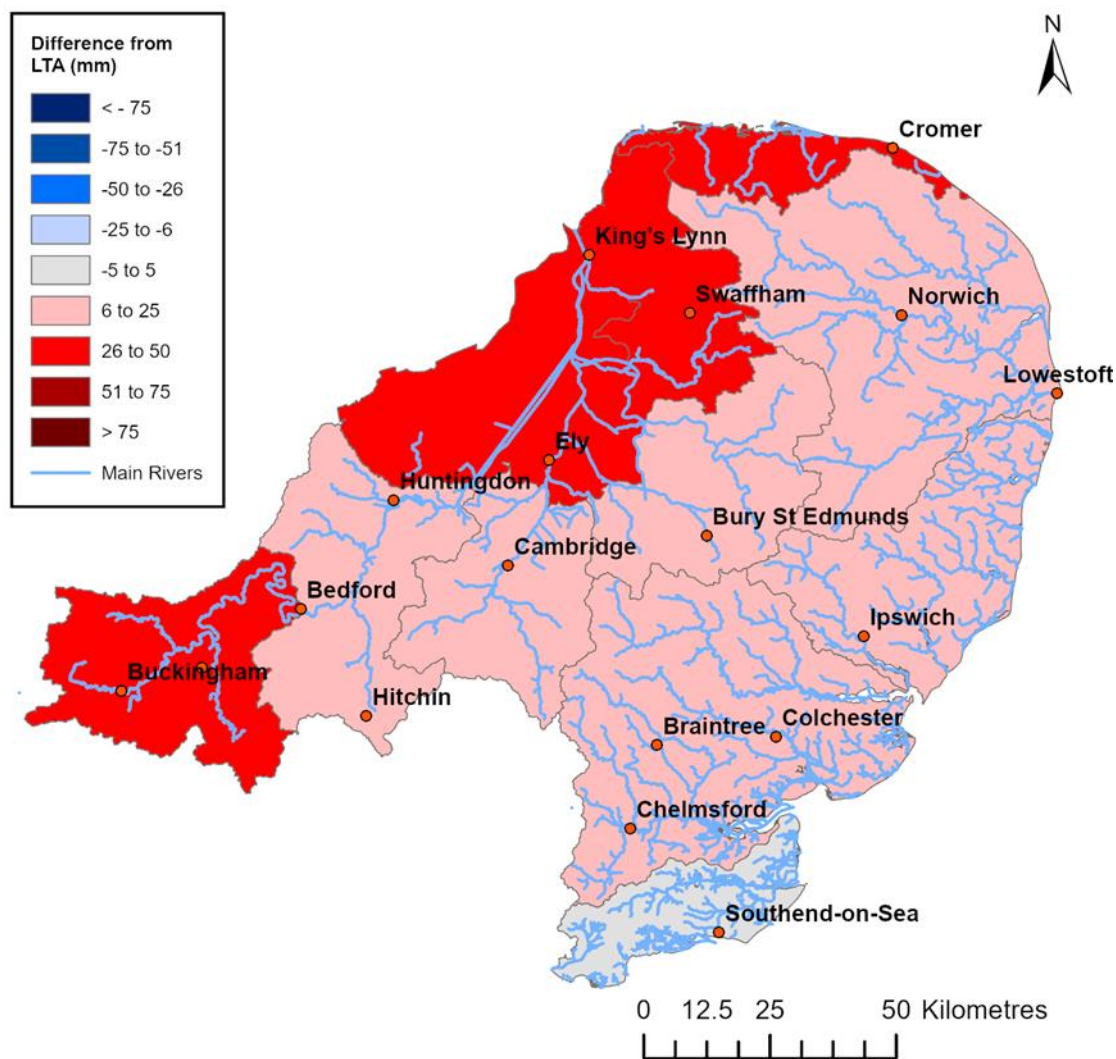 Difference from
LTA (mm)
< - 75
-75 to -51
-50 to -26
-25 to -6
-5 to 5
6 to 25
26 to 50
51 to 75
> 75
Main Rivers
N
Cromer
King's Lynn
Swaffham
Norwich
Lowestoft
Ely
Huntingdon
Bury St Edmunds
Cambridge
Bedford
Ipswich
Buckingham
Hitchin
Braintree
Colchester
Chelmsford
Southend-on-Sea
0 12.5 25 50 Kilometres